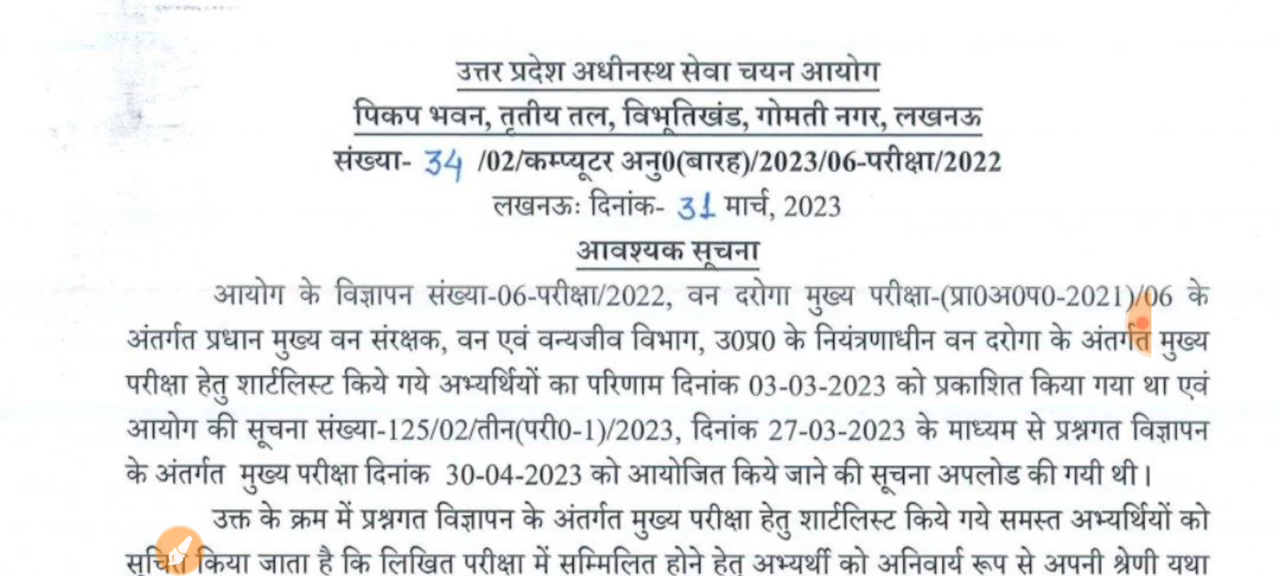 उत्तर प्रदेश अधीनस्थ सेवा चयन आयोग
पिकप भवन, तृतीय तल, विभूतिखंड, गोमती नगर, लखनऊ
संख्या- 34 /02/कम्प्यूटर अनु0(बारह)/2023/06-परीक्षा/2022
लखनऊः दिनांक- 31 मार्च, 2023
आवश्यक सूचना
आयोग के विज्ञापन संख्या-06-परीक्षा/2022, वन दरोगा मुख्य परीक्षा-(प्रा0अ0प0-2021)/06 के
अंतर्गत प्रधान मुख्य वन संरक्षक, वन एवं वन्यजीव विभाग, उ0प्र0 के नियंत्रणाधीन वन दरोगा के अंतर्गत मुख्य
परीक्षा हेतु शार्टलिस्ट किये गये अभ्यर्थियों का परिणाम दिनांक 03-03-2023 को प्रकाशित किया गया था एवं
आयोग की सूचना संख्या-125/02/तीन(परी0-1)/2023, दिनांक 27-03-2023 के माध्यम से प्रश्नगत विज्ञापन
के अंतर्गत मुख्य परीक्षा दिनांक 30-04-2023 को आयोजित किये जाने की सूचना अपलोड की गयी थी।
उक्त के क्रम में प्रश्नगत विज्ञापन के अंतर्गत मुख्य परीक्षा हेतु शार्टलिस्ट किये गये समस्त अभ्यर्थियों को
सूचित किया जाता है कि लिखित परीक्षा में सम्मिलित होने हेतु अभ्यर्थी को अनिवार्य रूप से अपनी श्रेणी यथा